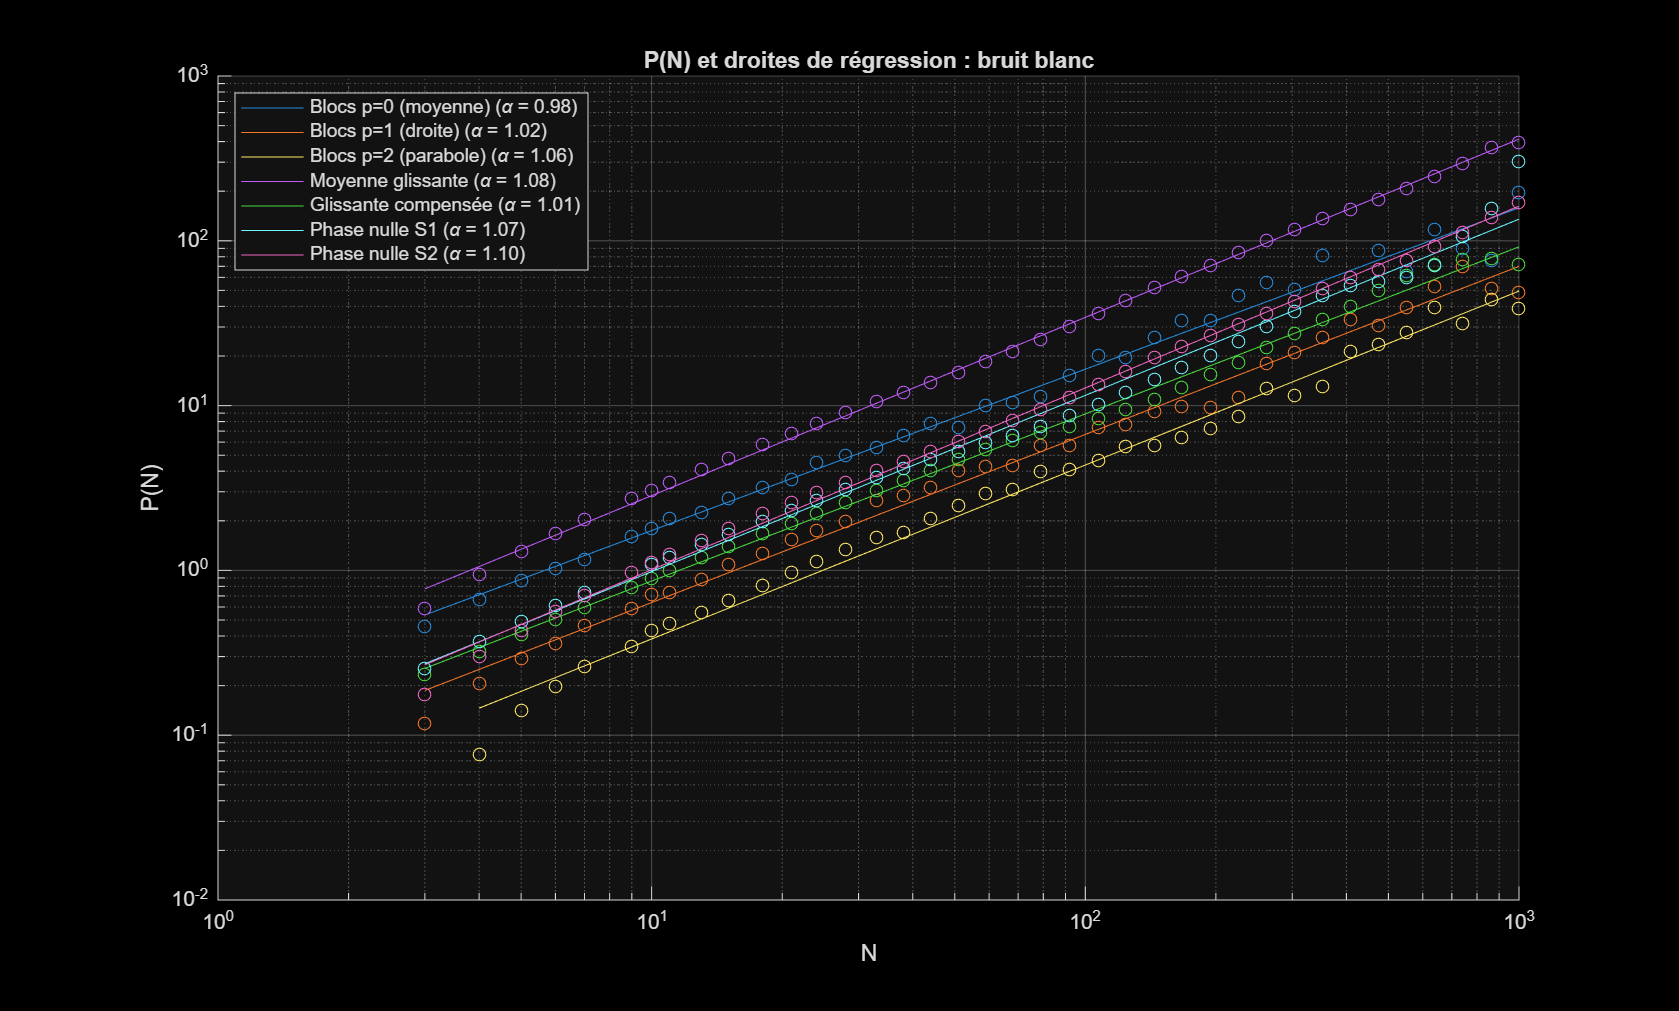 P(N) et droites de régression : bruit blanc
10³
Blocs p=0 (moyenne) (α = 0.98)
Blocs p=1 (droite) (α = 1.02)
Blocs p=2 (parabole) (α = 1.06)
Moyenne glissante (α = 1.08)
Glissante compensée (α = 1.01)
Phase nulle S1 (α = 1.07)
Phase nulle S2 (α = 1.10)
10²
10¹
P(N)
10⁰
10⁻¹
10⁻²
10⁰ 10¹ 10² 10³
N